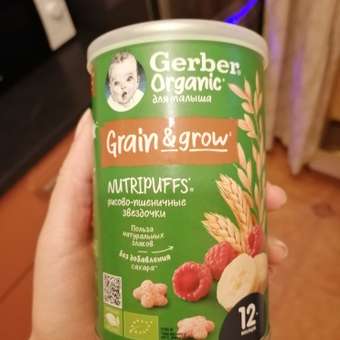 Gerber®
Organic
для малыша
Grain & grow
NUTRIPUFFS
рисово-пшеничные
звездочки
Польза
натуральных
злаков
без добавления
сахара
12+